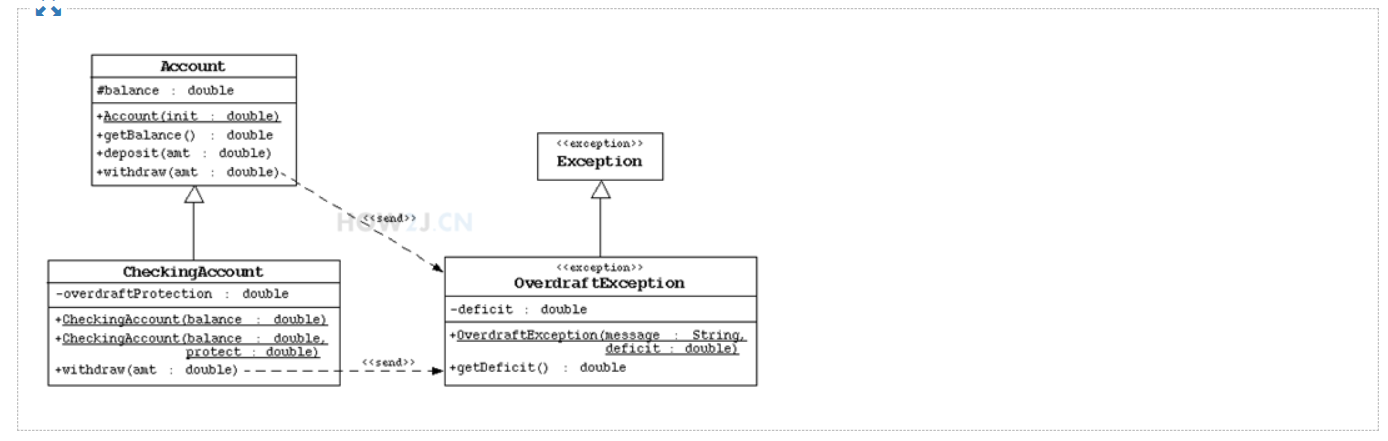 Account
#balance : double
+Account(init : double)
+getBalance() : double
+deposit(amt : double)
+withdraw(amt : double)
<<exception>>
Exception
<<send>>
HOW2J.CN
CheckingAccount
-overdraftProtection : double
+CheckingAccount(balance : double)
+CheckingAccount(balance : double,
protect : double)
+withdraw(amt : double)
<<send>>
<<exception>>
OverdraftException
-deficit : double
+OverdraftException(message : String,
deficit : double)
+getDeficit() : double